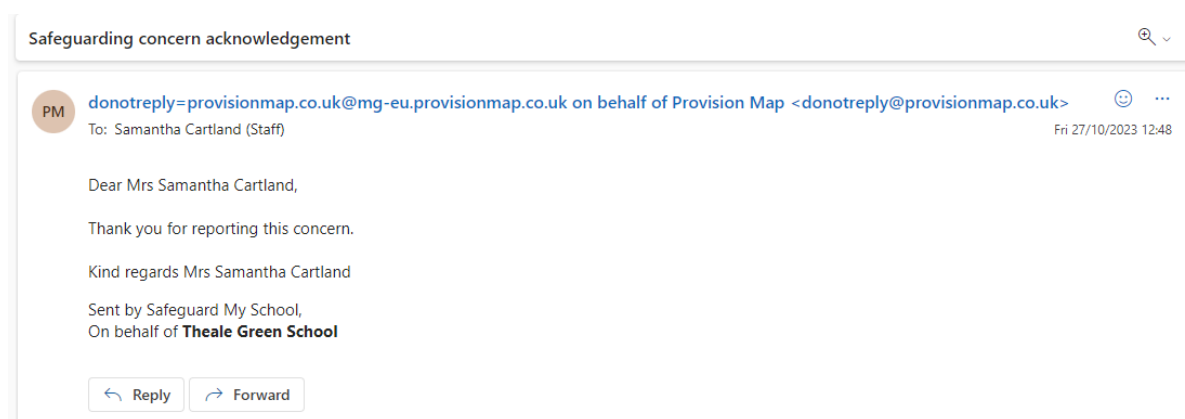 Safeguarding concern acknowledgement
PM
donotreply=provisionmap.co.uk@mg-eu.provisionmap.co.uk on behalf of Provision Map <donotreply@provisionmap.co.uk>
To: Samantha Cartland (Staff)
Fri 27/10/2023 12:48
Dear Mrs Samantha Cartland,
Thank you for reporting this concern.
Kind regards Mrs Samantha Cartland
Sent by Safeguard My School,
On behalf of Theale Green School
Reply Forward